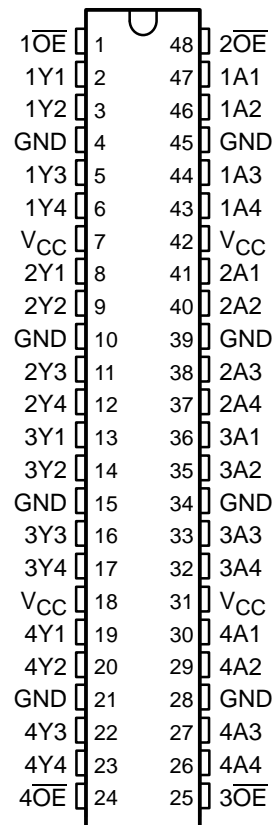 1O̅E̅ 1 48 2O̅E̅
1Y1 2 47 1A1
1Y2 3 46 1A2
GND 4 45 GND
1Y3 5 44 1A3
1Y4 6 43 1A4
VCC 7 42 VCC
2Y1 8 41 2A1
2Y2 9 40 2A2
GND 10 39 GND
2Y3 11 38 2A3
2Y4 12 37 2A4
3Y1 13 36 3A1
3Y2 14 35 3A2
GND 15 34 GND
3Y3 16 33 3A3
3Y4 17 32 3A4
VCC 18 31 VCC
4Y1 19 30 4A1
4Y2 20 29 4A2
GND 21 28 GND
4Y3 22 27 4A3
4Y4 23 26 4A4
4O̅E̅ 24 25 3O̅E̅